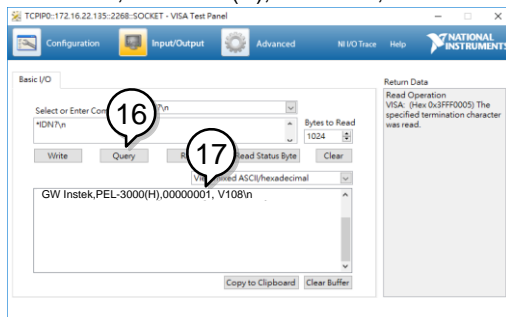 TCPIP0::172.16.22.135::2268::SOCKET - VISA Test Panel
Configuration Input/Output Advanced NI I/O Trace Help NATIONAL INSTRUMENTS
Basic I/O
Return Data
Read Operation
VISA: (Hex 0x3FFF0005) The
specified termination character
was read.
Select or Enter \n
16
*IDN?\n
Bytes to Read
1024
Write Query Read Status Byte Clear
17
ASCII/hexadecimal
GW Instek,PEL-3000(H),00000001, V108\n
Copy to Clipboard Clear Buffer